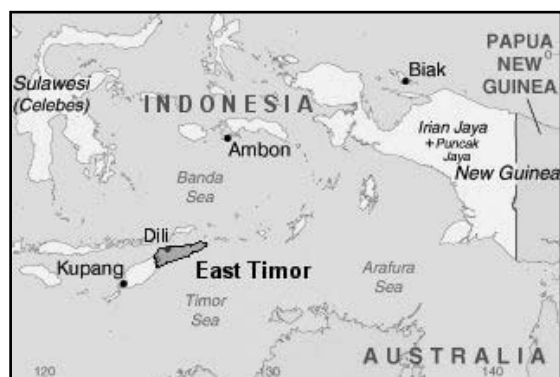 PAPUA
NEW
GUINEA
Biak
Sulawesi
(Celebes)
INDONESIA
Irian Jaya
+ Puncak
Jaya
New Guinea
Ambon
Banda
Sea
Dili
Kupang
East Timor
Arafura
Sea
Timor
Sea
AUSTRALIA
120
130
140